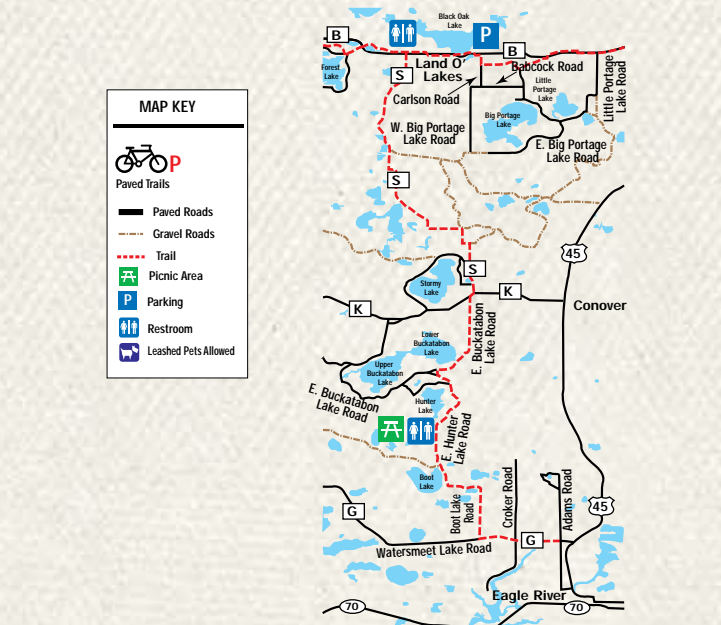 MAP KEY
P
Paved Trails
Paved Roads
Gravel Roads
Trail
Picnic Area
P
Parking
Restroom
Leashed Pets Allowed
Black Oak
Lake
B
P
B
Forest
Lake
Land O'
Lakes
Babcock Road
S
Little
Portage
Lake
Little Portage
Lake Road
Carlson Road
Big Portage
Lake
W. Big Portage
Lake Road
E. Big Portage
Lake Road
S
45
S
Stormy
Lake
K
K
Conover
E. Buckatabon
Lake Road
Lower
Buckatabon
Lake
Upper
Buckatabon
Lake
E. Buckatabon
Lake Road
Hunter
Lake
E. Hunter
Lake Road
Boot
Lake
Boot Lake
Road
Croker Road
Adams Road
45
G
G
Watersmeet Lake Road
Eagle River
70
70